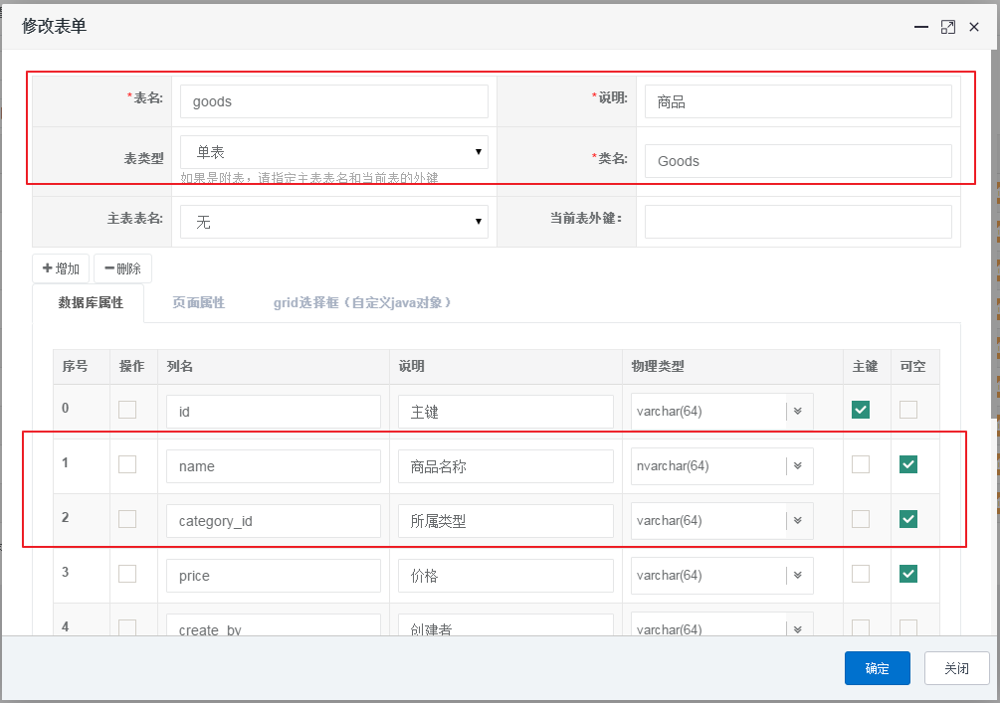 修改表单
*表名: goods *说明: 商品
表类型 单表 *类名: Goods
如果是附表，请指定主表表名和当前表的外键
主表表名: 无 当前表外键：
增加 删除
数据库属性 页面属性 grid选择框（自定义java对象）
序号 操作 列名 说明 物理类型 主键 可空
0 id 主键 varchar(64)
1 name 商品名称 nvarchar(64)
2 category_id 所属类型 varchar(64)
3 price 价格 varchar(64)
4 create_by 创建者 varchar(64)
确定 关闭